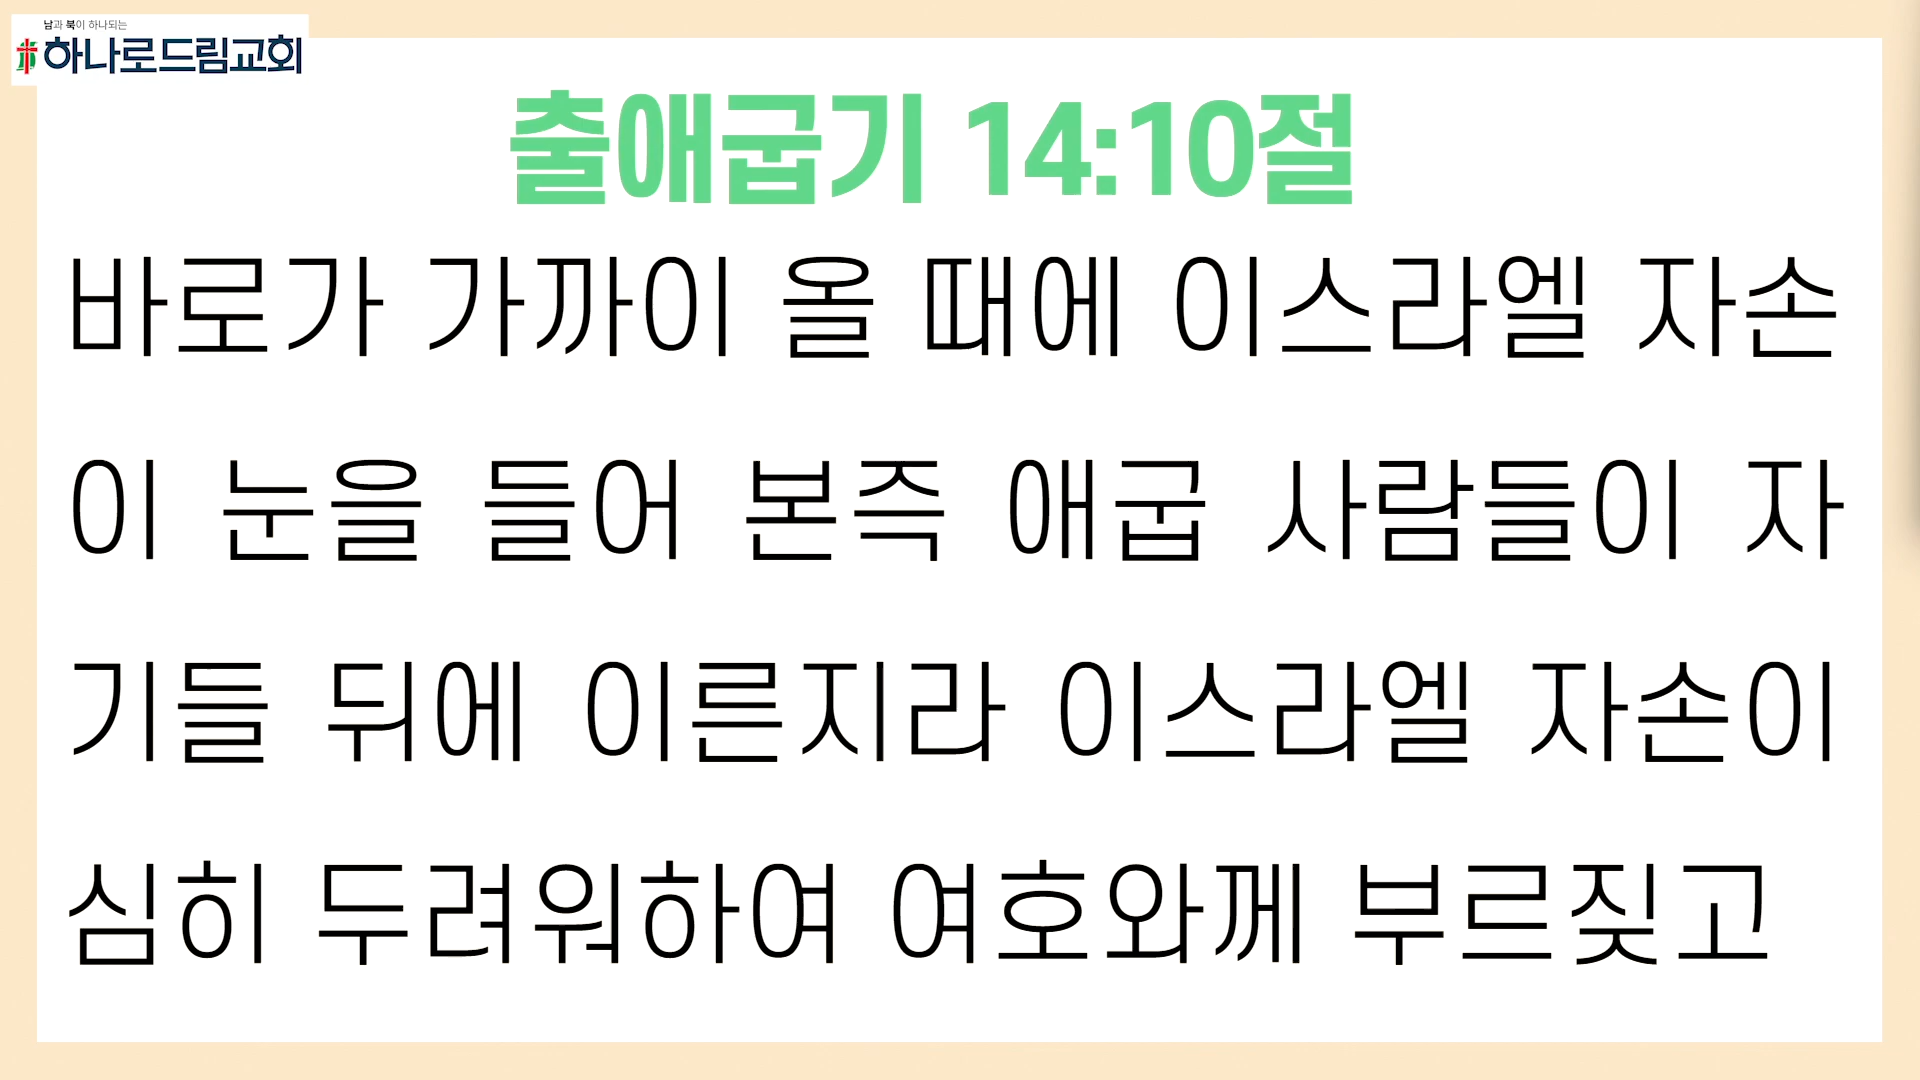 남과 북이 하나되는
하나로드림교회
출애굽기 14:10절
바로가 가까이 올 때에 이스라엘 자손
이 눈을 들어 본즉 애굽 사람들이 자
기들 뒤에 이른지라 이스라엘 자손이
심히 두려워하여 여호와께 부르짖고